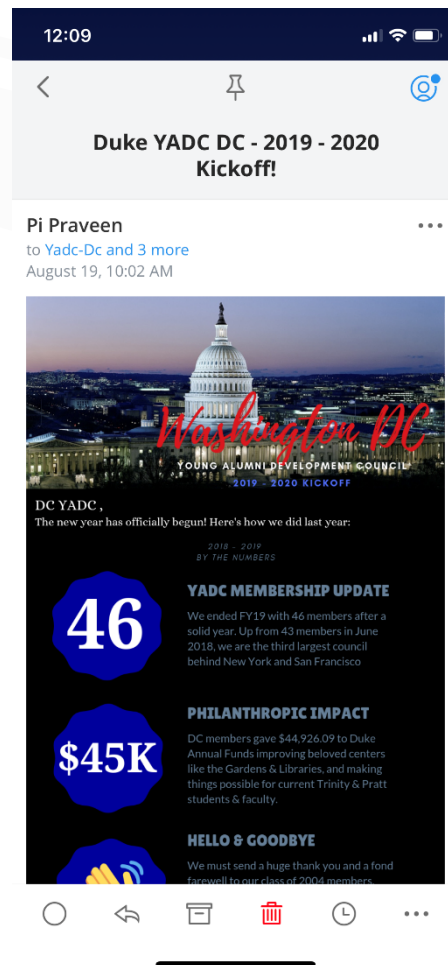 12:09
Duke YADC DC - 2019 - 2020
Kickoff!
Pi Praveen
to Yadc-Dc and 3 more
August 19, 10:02 AM
Washington DC
YOUNG ALUMNI DEVELOPMENT COUNCIL
2019 - 2020 KICKOFF
DC YADC ,
The new year has officially begun! Here's how we did last year:
2018 - 2019
BY THE NUMBERS
46
YADC MEMBERSHIP UPDATE
We ended FY19 with 46 members after a
solid year. Up from 43 members in June
2018, we are the third largest council
behind New York and San Francisco
$45K
PHILANTHROPIC IMPACT
DC members gave $44,926.09 to Duke
Annual Funds improving beloved centers
like the Gardens & Libraries, and making
things possible for current Trinity & Pratt
students & faculty.
HELLO & GOODBYE
We must send a huge thank you and a fond
farewell to our class of 2004 members.